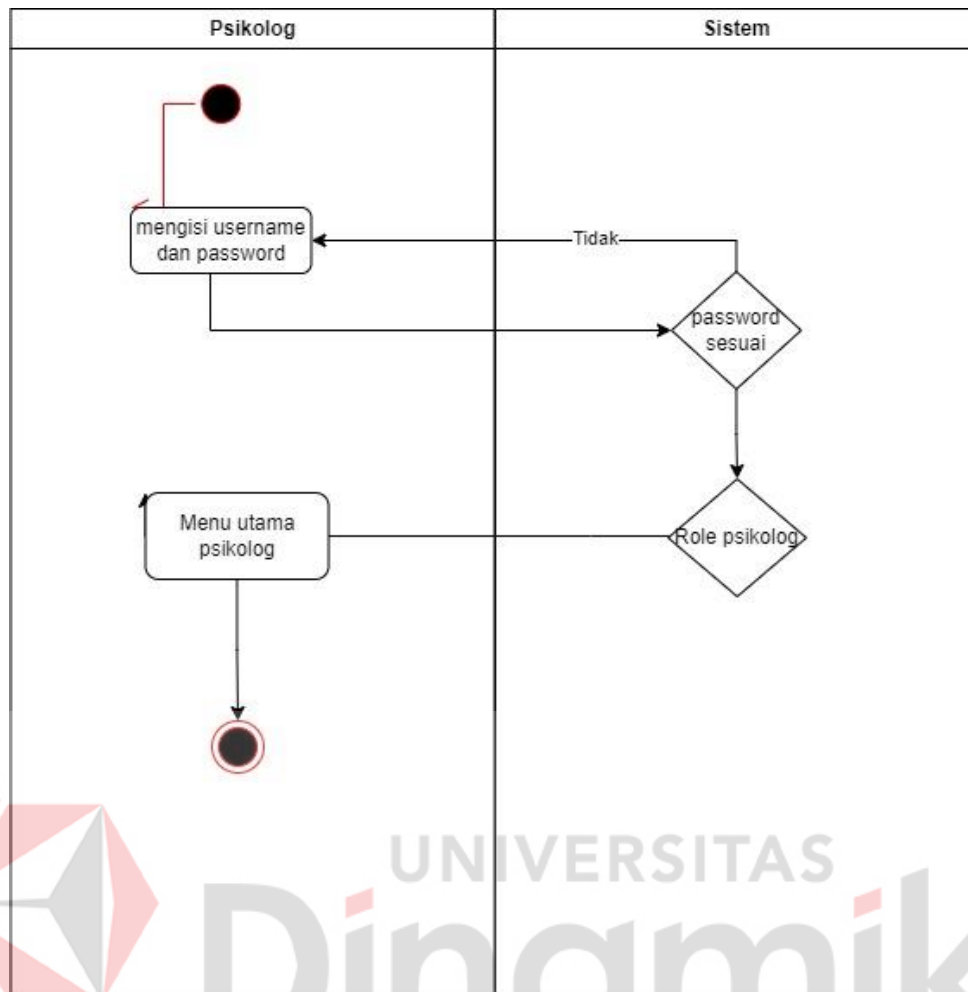 Psikolog
Sistem
mengisi username
dan password
Tidak
password
sesuai
Menu utama
psikolog
Role psikolog
UNIVERSITAS
Dinamik